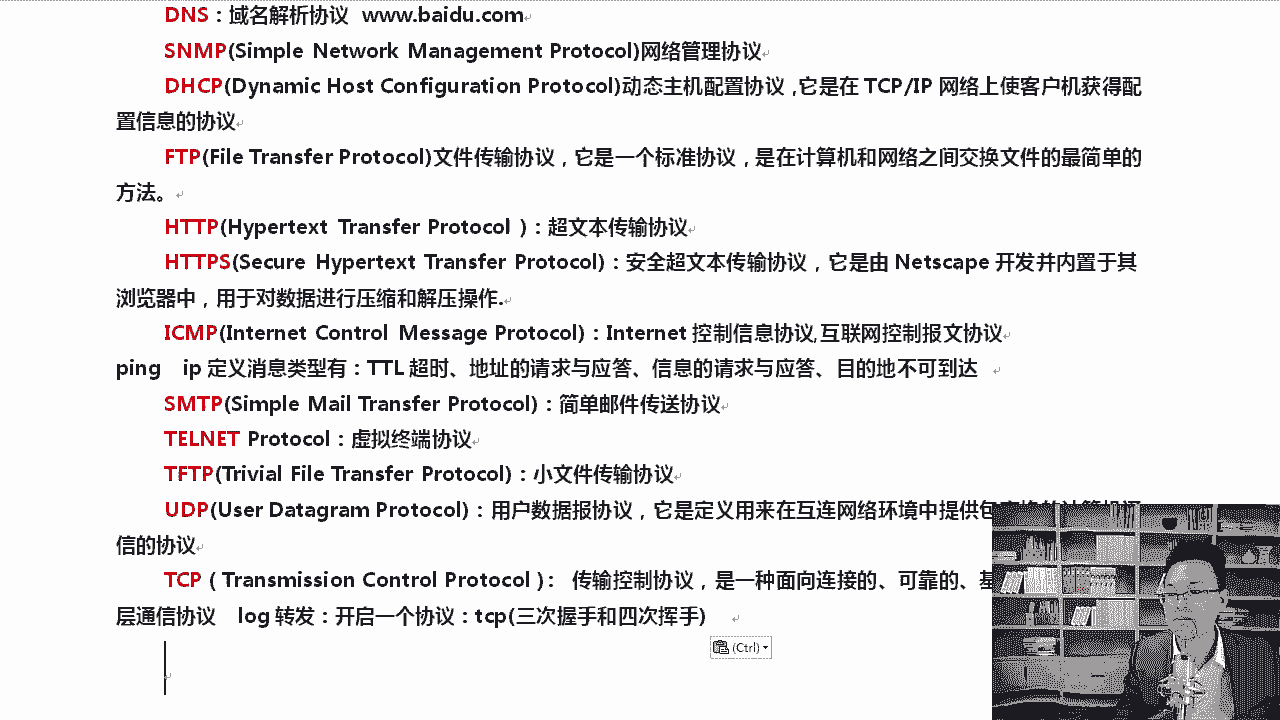 DNS：域名解析协议 www.baidu.com
SNMP(Simple Network Management Protocol)网络管理协议
DHCP(Dynamic Host Configuration Protocol)动态主机配置协议,它是在 TCP/IP 网络上使客户机获得配
置信息的协议
FTP(File Transfer Protocol)文件传输协议，它是一个标准协议，是在计算机和网络之间交换文件的最简单的
方法。
HTTP(Hypertext Transfer Protocol )：超文本传输协议
HTTPS(Secure Hypertext Transfer Protocol)：安全超文本传输协议，它是由 Netscape 开发并内置于其
浏览器中，用于对数据进行压缩和解压操作.
ICMP(Internet Control Message Protocol)：Internet 控制信息协议,互联网控制报文协议
ping ip 定义消息类型有：TTL 超时、地址的请求与应答、信息的请求与应答、目的地不可到达
SMTP(Simple Mail Transfer Protocol)：简单邮件传送协议
TELNET Protocol：虚拟终端协议
TFTP(Trivial File Transfer Protocol)：小文件传输协议
UDP(User Datagram Protocol)：用户数据报协议，它是定义用来在互连网络环境中提供包
信的协议
TCP（Transmission Control Protocol）： 传输控制协议，是一种面向连接的、可靠的、基
层通信协议 log 转发：开启一个协议：tcp(三次握手和四次挥手)
(Ctrl)